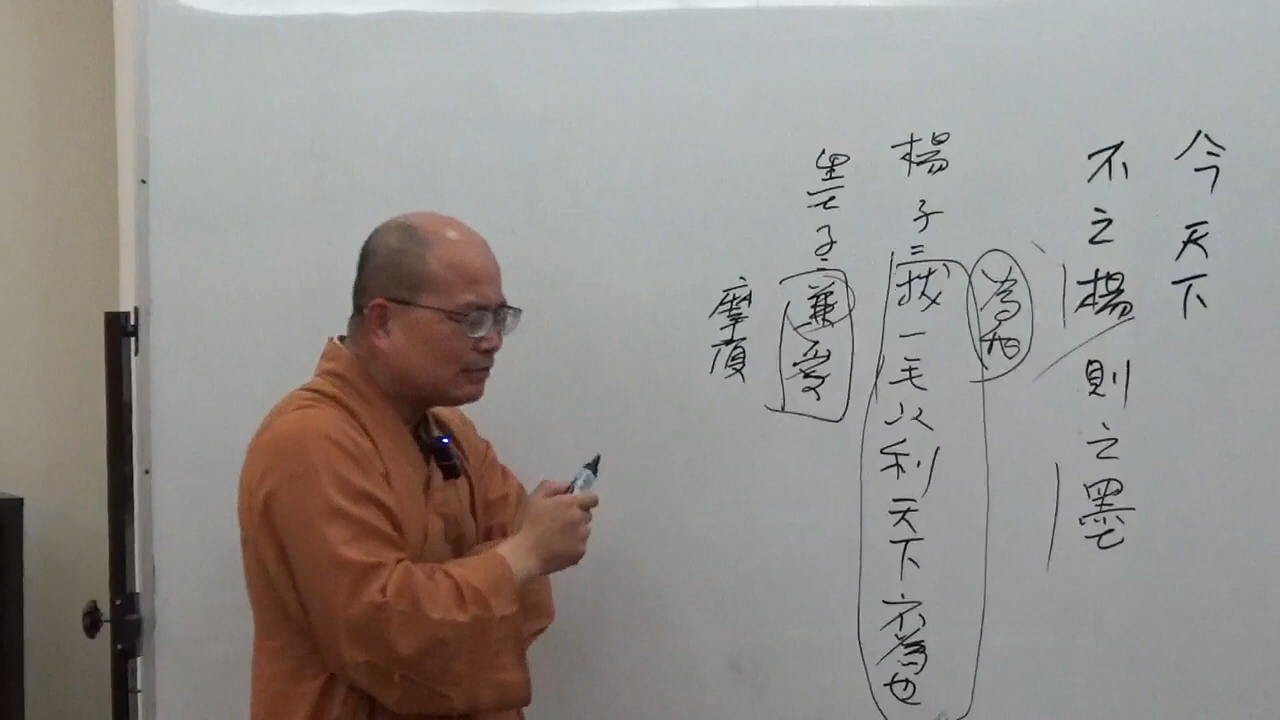 今天下
不之楊則之墨
為我
楊子二拔一毛以利天下不為也
墨子:兼愛
摩頂